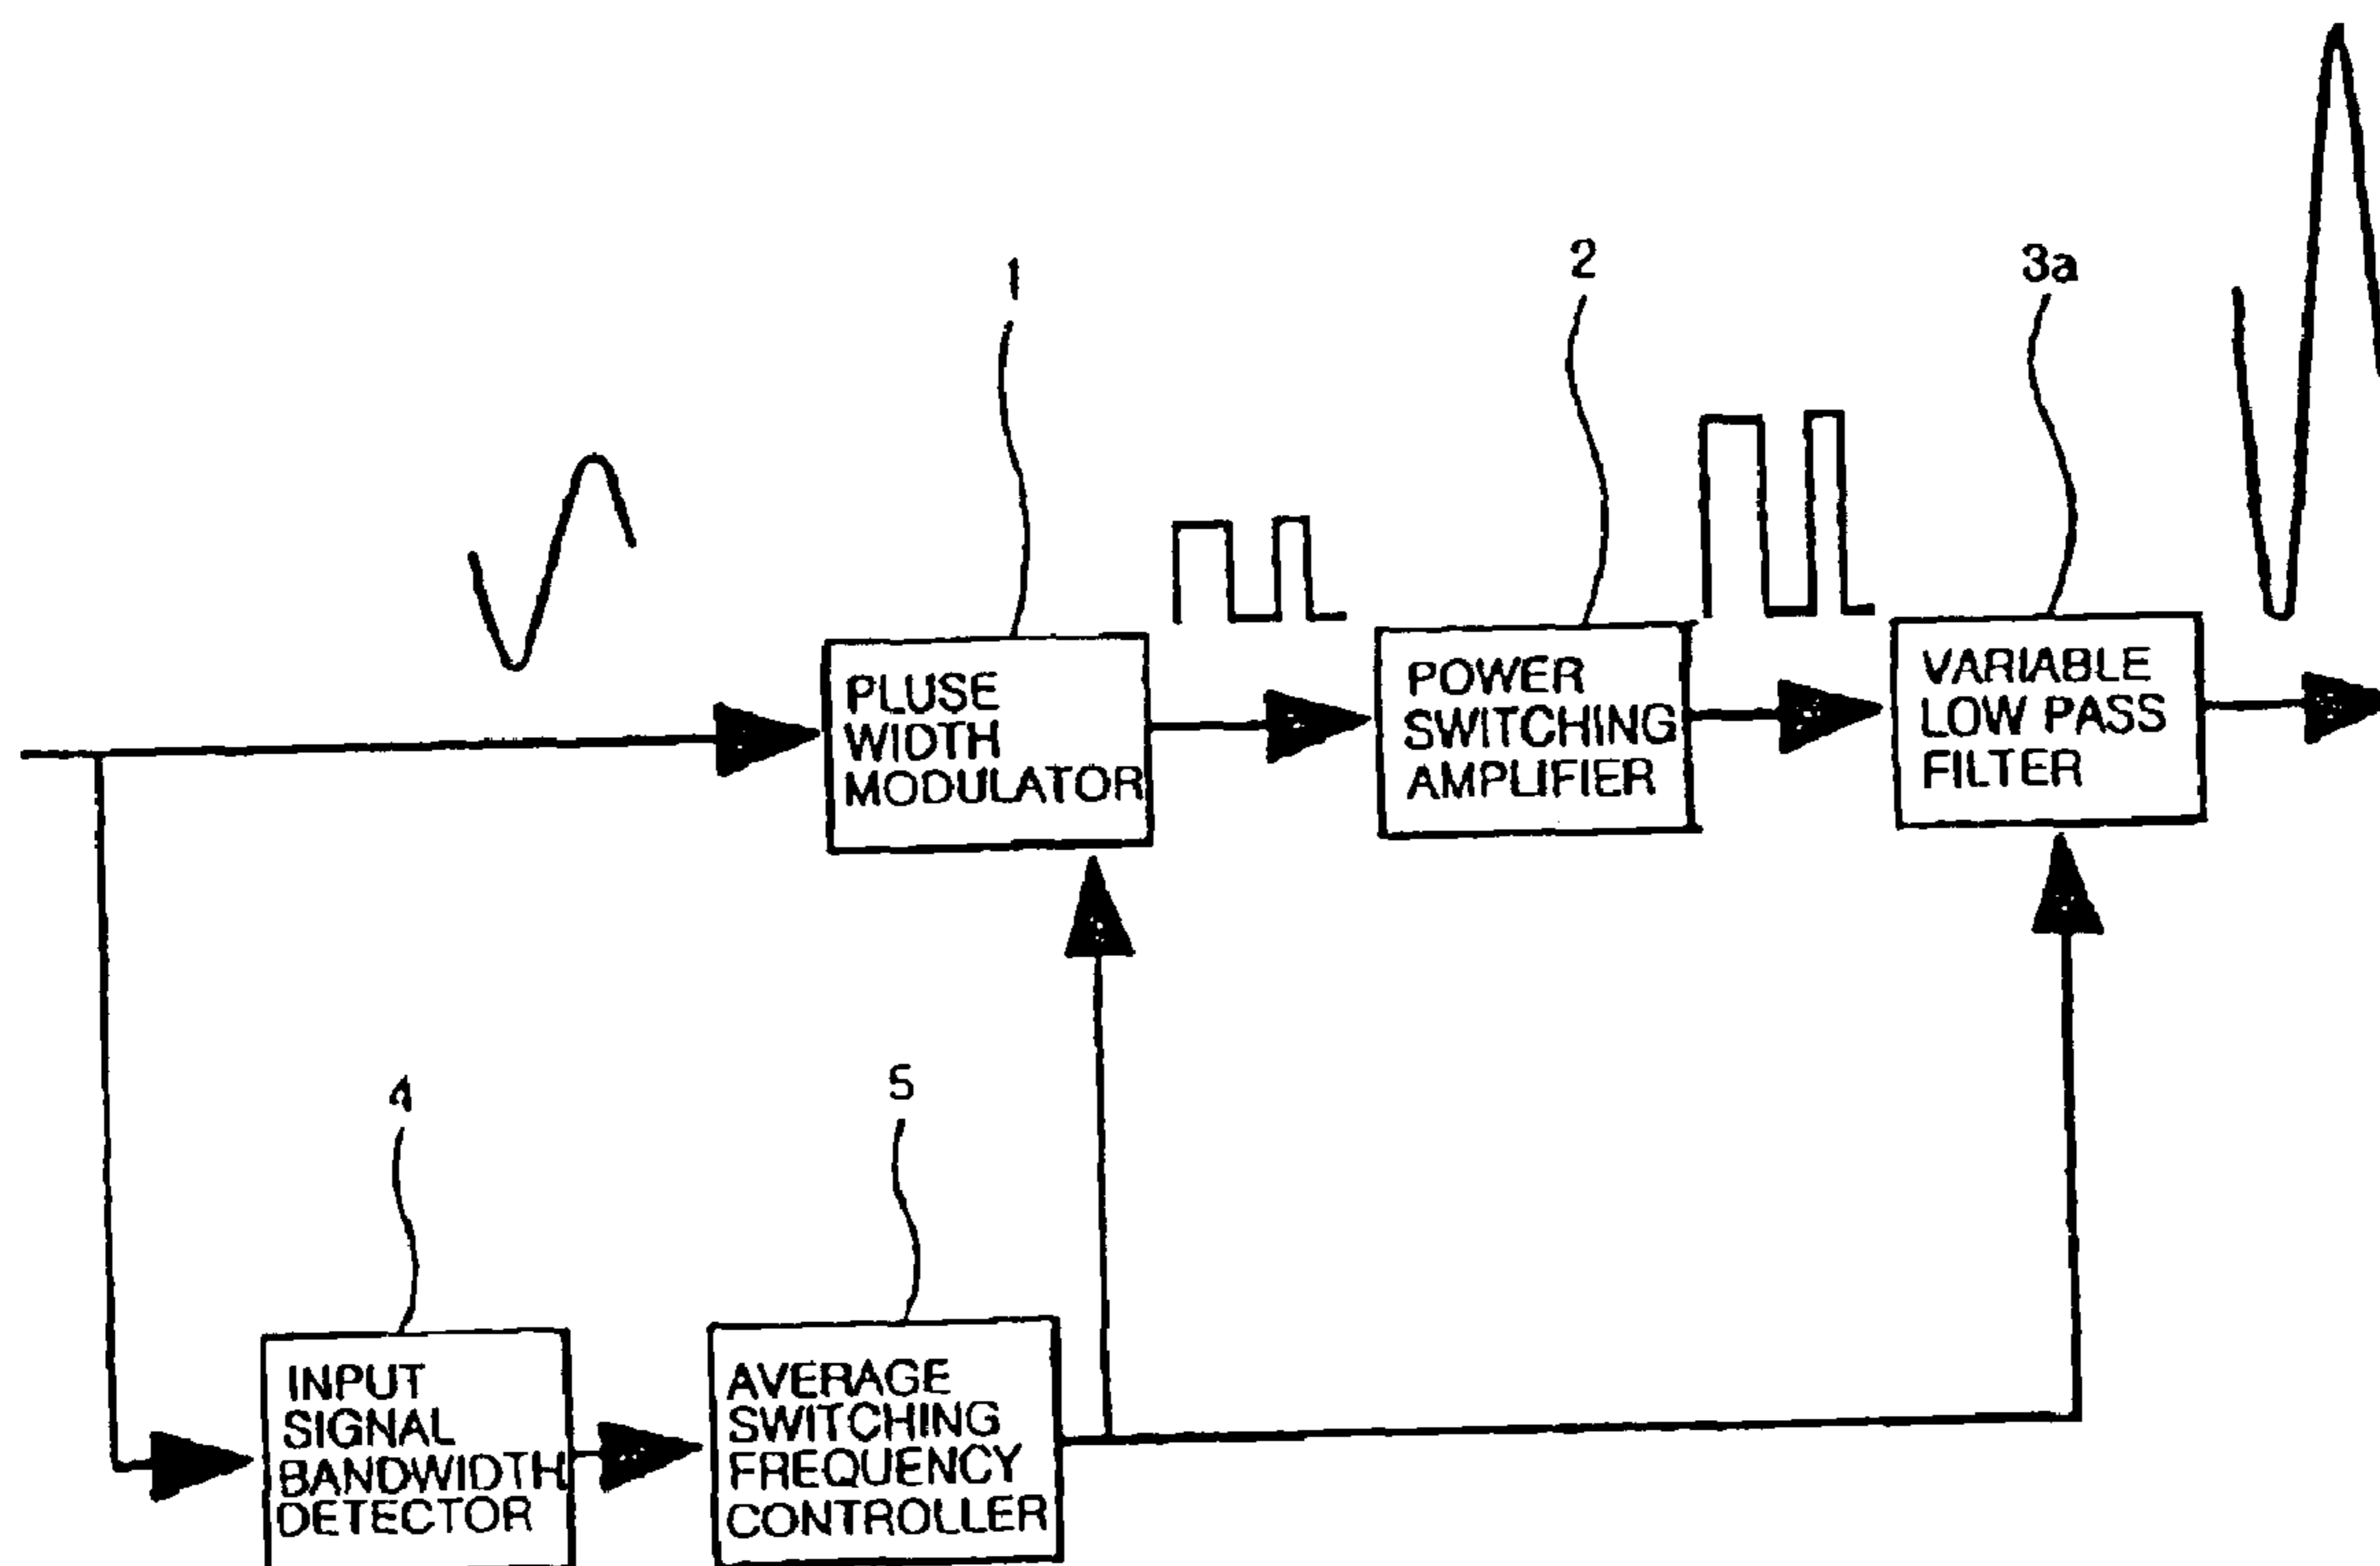 1
2
3a
PLUSE
WIDTH
MODULATOR
POWER
SWITCHING
AMPLIFIER
VARIABLE
LOW PASS
FILTER
4
5
INPUT
SIGNAL
BANDWIDTH
DETECTOR
AVERAGE
SWITCHING
FREQUENCY
CONTROLLER